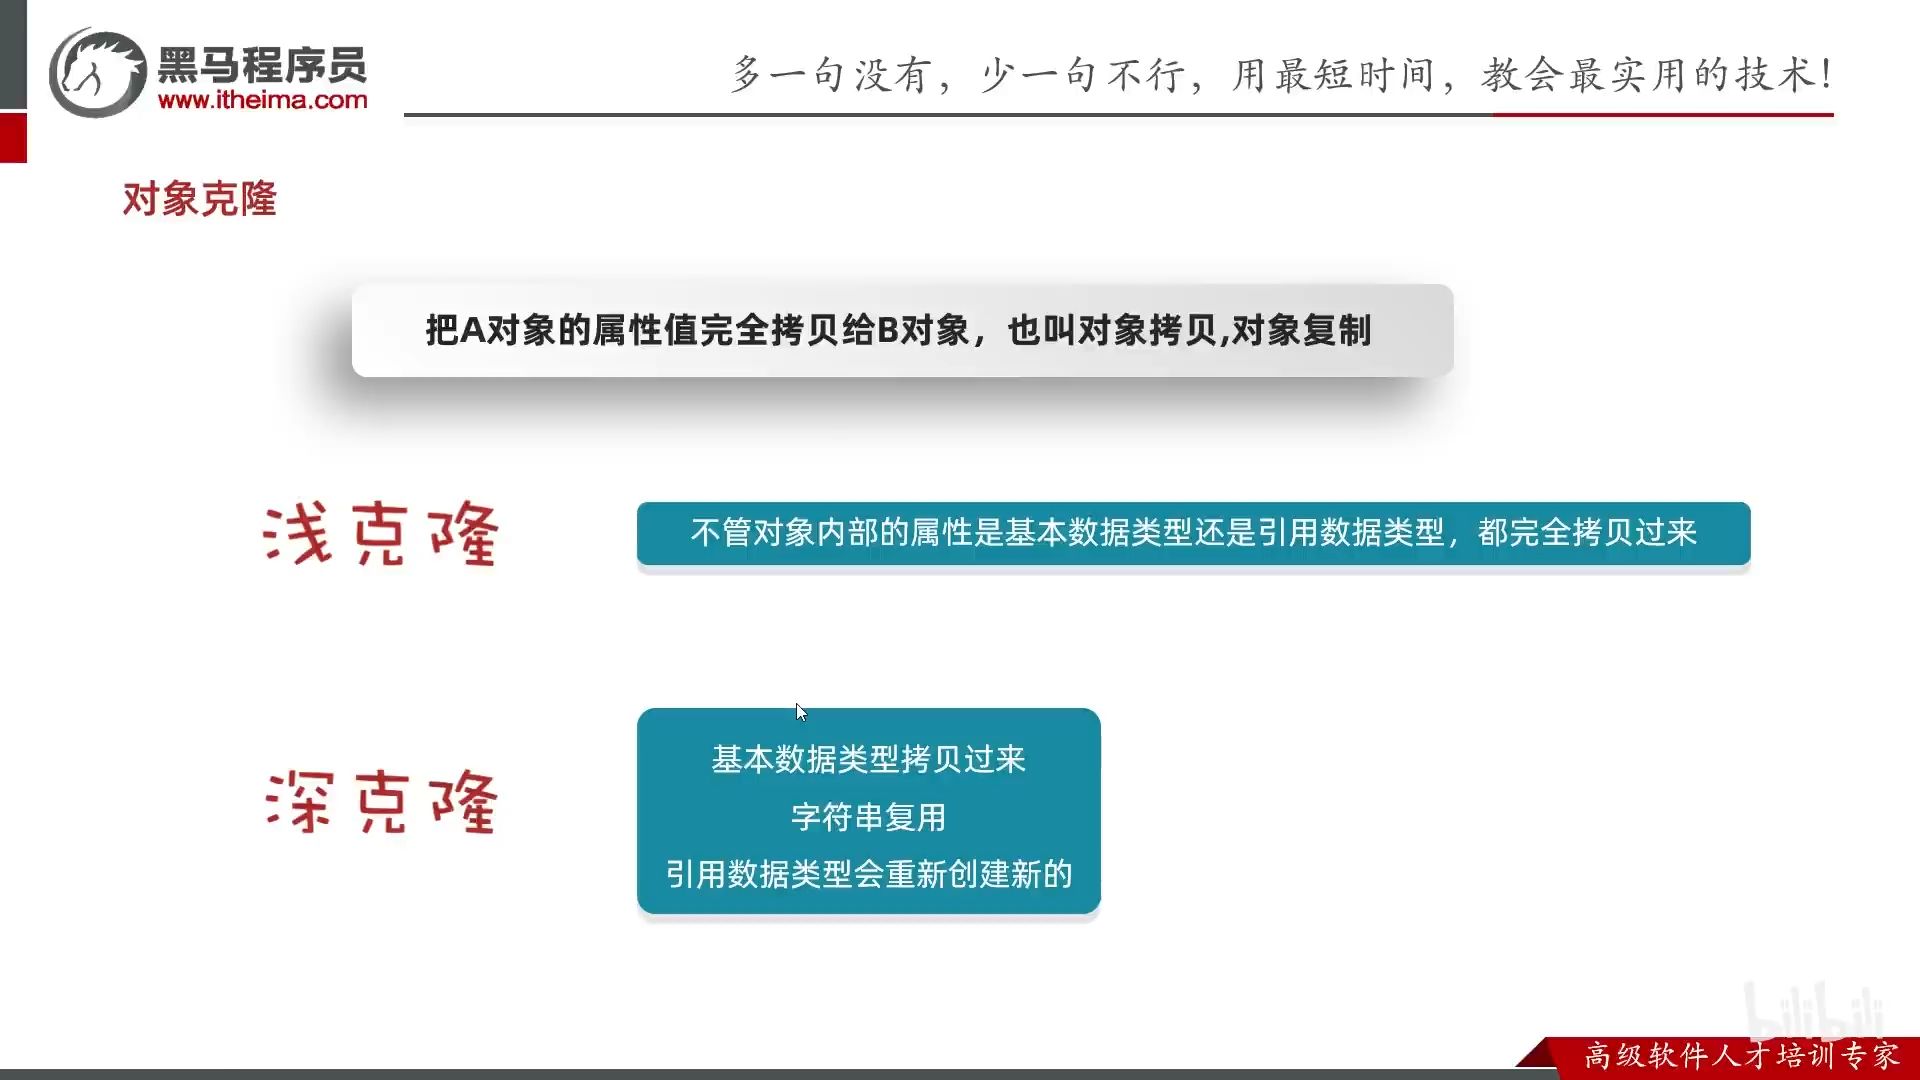 黑马程序员
www.itheima.com
多一句没有，少一句不行，用最短时间，教会最实用的技术！
对象克隆
把A对象的属性值完全拷贝给B对象，也叫对象拷贝,对象复制
浅克隆
不管对象内部的属性是基本数据类型还是引用数据类型，都完全拷贝过来
深克隆
基本数据类型拷贝过来
字符串复用
引用数据类型会重新创建新的
bilibili
高级软件人才培训专家